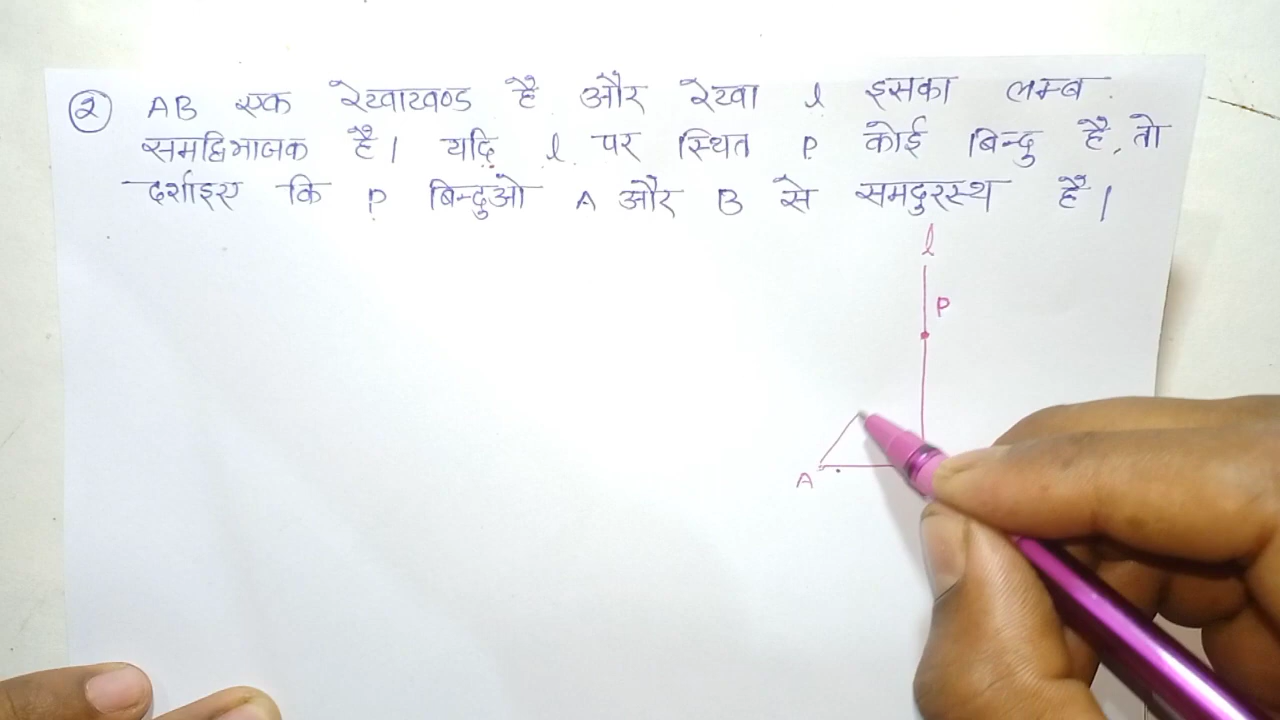 ② AB एक रेखाखण्ड है और रेखा l इसका लम्ब
समद्विभाजक है। यदि l पर स्थित P कोई बिन्दु है, तो
दर्शाइए कि P बिन्दुओ A और B से समदुरस्थ है।
l
P
A